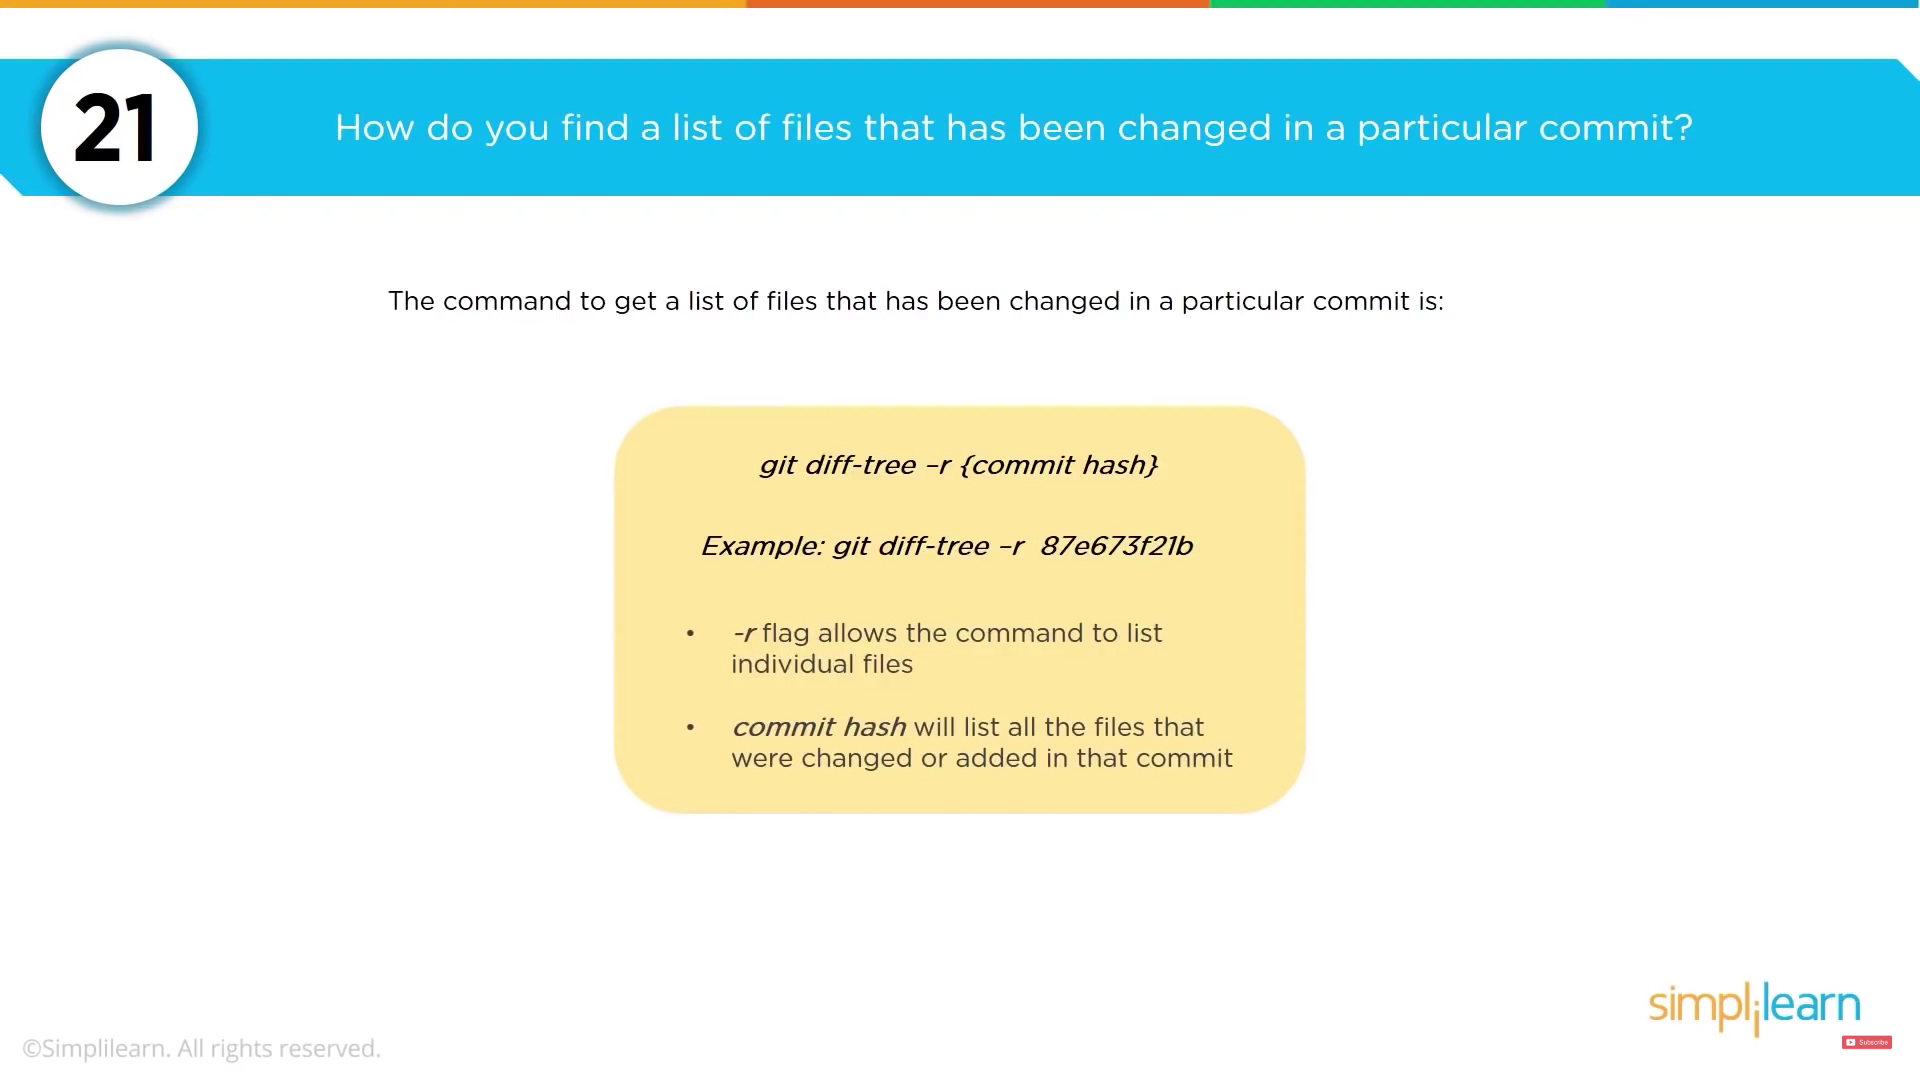 21
How do you find a list of files that has been changed in a particular commit?
The command to get a list of files that has been changed in a particular commit is:
git diff-tree –r {commit hash}
Example: git diff-tree –r  87e673f21b
• -r flag allows the command to list
individual files
• commit hash will list all the files that
were changed or added in that commit
simplilearn
Subscribe
©Simplilearn. All rights reserved.